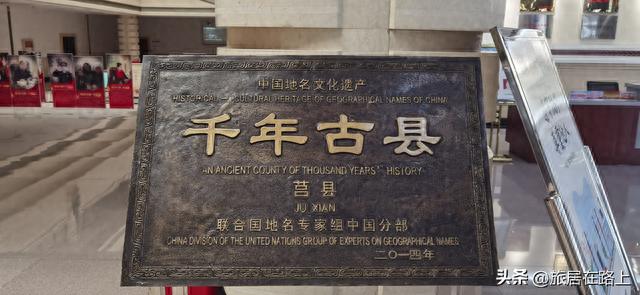 中国地名文化遗产
HISTORICAL — CULTURAL HERITAGE OF GEOGRAPHICAL NAMES OF CHINA
千年古县
AN ANCIENT COUNTY OF THOUSAND YEARS' HISTORY
莒县
JU XIAN
联合国地名专家组中国分部
CHINA DIVISION OF THE UNITED NATIONS GROUP OF EXPERTS ON GEOGRAPHICAL NAMES
二〇一四年
头条 @旅居在路上